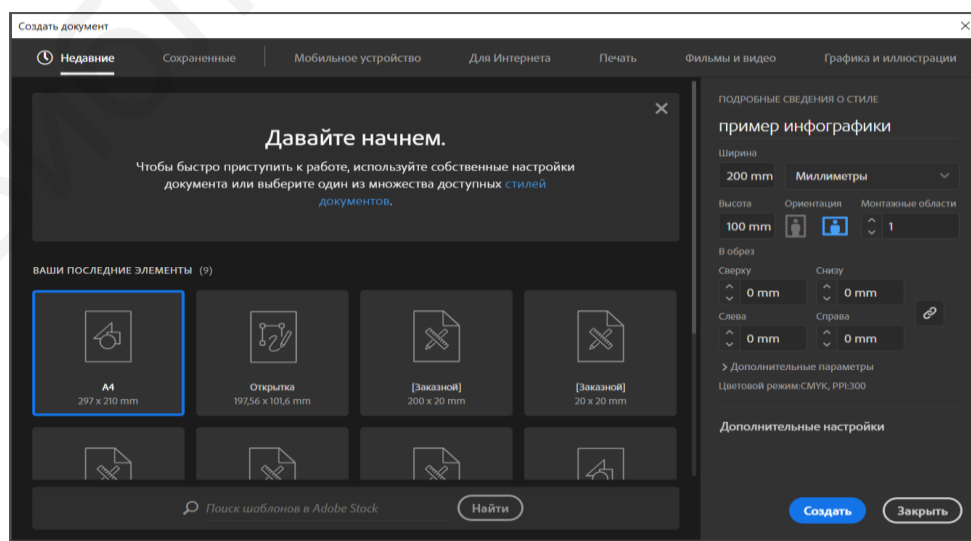 Создать документ
Недавние Сохраненные Мобильное устройство Для Интернета Печать Фильмы и видео Графика и иллюстрации
Давайте начнем.
Чтобы быстро приступить к работе, используйте собственные настройки
документа или выберите один из множества доступных стилей
документов.
ВАШИ ПОСЛЕДНИЕ ЭЛЕМЕНТЫ (9)
A4
297 x 210 mm
Открытка
197,56 x 101,6 mm
[Заказной]
200 x 20 mm
[Заказной]
20 x 20 mm
Поиск шаблонов в Adobe Stock
Найти
ПОДРОБНЫЕ СВЕДЕНИЯ О СТИЛЕ
пример инфографики
Ширина
200 mm Миллиметры
Высота Ориентация Монтажные области
100 mm 1
В обрез
Сверху Снизу
0 mm 0 mm
Слева Справа
0 mm 0 mm
> Дополнительные параметры
Цветовой режим:CMYK, PPI:300
Дополнительные настройки
Создать Закрыть